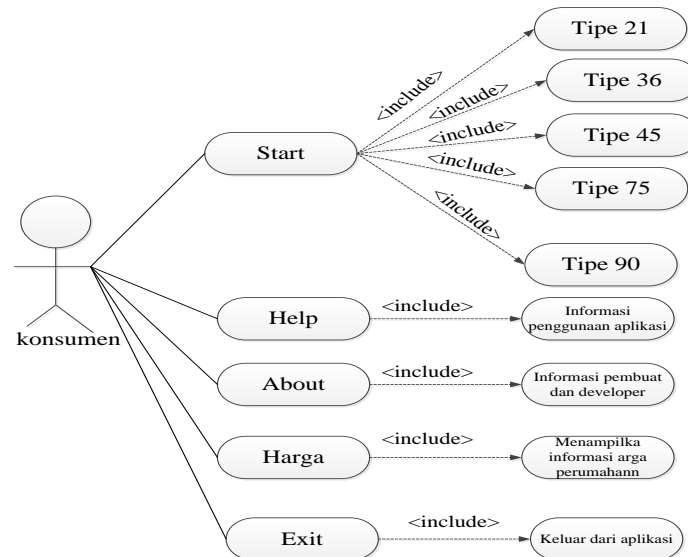 Tipe 21
<include>
Tipe 36
<include>
Start
<include>
Tipe 45
<include>
Tipe 75
<include>
Tipe 90
konsumen
Help
<include>
Informasi
penggunaan aplikasi
About
<include>
Informasi pembuat
dan developer
Harga
<include>
Menampilka
informasi arga
perumahann
Exit
<include>
Keluar dari aplikasi